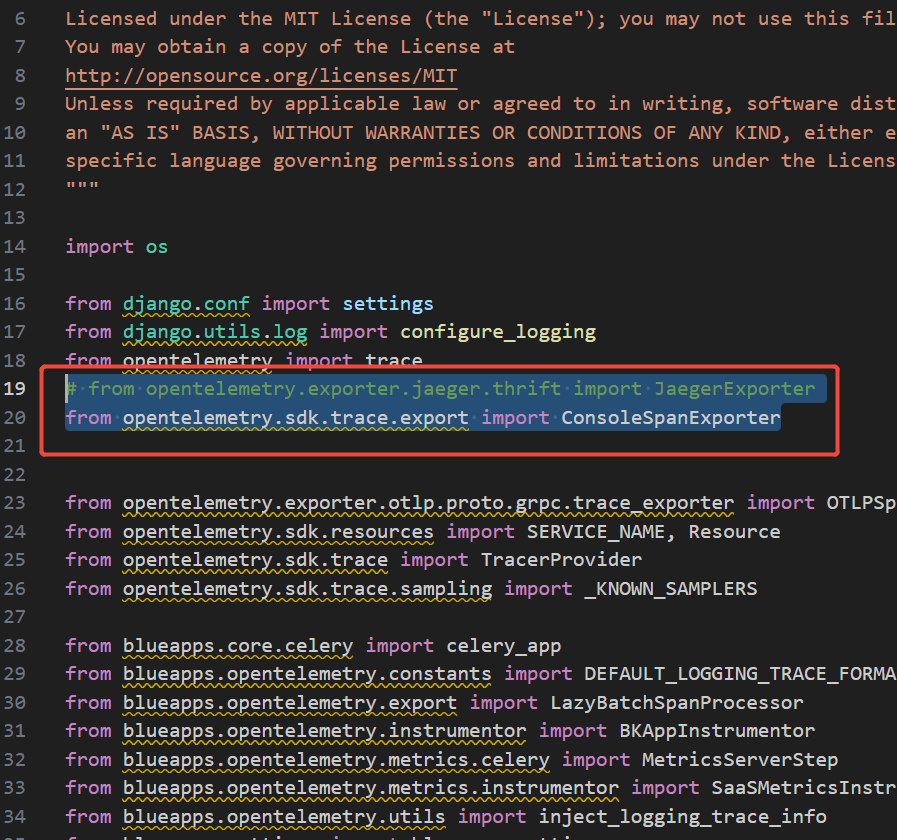 6 Licensed under the MIT License (the "License"); you may not use this fil
7 You may obtain a copy of the License at
8 http://opensource.org/licenses/MIT
9 Unless required by applicable law or agreed to in writing, software dist
10 an "AS IS" BASIS, WITHOUT WARRANTIES OR CONDITIONS OF ANY KIND, either e
11 specific language governing permissions and limitations under the Licens
12 """
13
14 import os
15
16 from django.conf import settings
17 from django.utils.log import configure_logging
18 from opentelemetry import trace
19 # from opentelemetry.exporter.jaeger.thrift import JaegerExporter
20 from opentelemetry.sdk.trace.export import ConsoleSpanExporter
21
22
23 from opentelemetry.exporter.otlp.proto.grpc.trace_exporter import OTLPSp
24 from opentelemetry.sdk.resources import SERVICE_NAME, Resource
25 from opentelemetry.sdk.trace import TracerProvider
26 from opentelemetry.sdk.trace.sampling import _KNOWN_SAMPLERS
27
28 from blueapps.core.celery import celery_app
29 from blueapps.opentelemetry.constants import DEFAULT_LOGGING_TRACE_FORMA
30 from blueapps.opentelemetry.export import LazyBatchSpanProcessor
31 from blueapps.opentelemetry.instrumentor import BKAppInstrumentor
32 from blueapps.opentelemetry.metrics.celery import MetricsServerStep
33 from blueapps.opentelemetry.metrics.instrumentor import SaaSMetricsInstr
34 from blueapps.opentelemetry.utils import inject_logging_trace_info